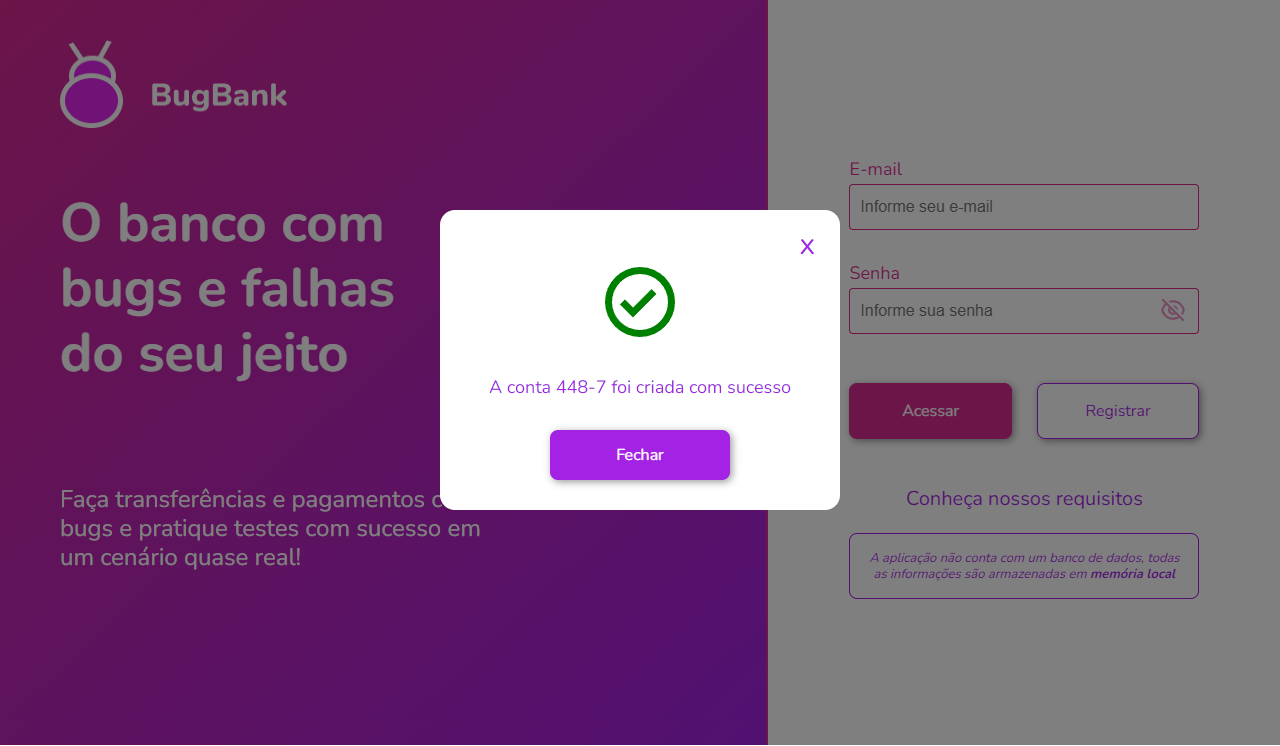 BugBank
O banco com
bugs e falhas
do seu jeito
Faça transferências e pagamentos c
bugs e pratique testes com sucesso em
um cenário quase real!
X
A conta 448-7 foi criada com sucesso
Fechar
E-mail
Informe seu e-mail
Senha
Informe sua senha
Acessar
Registrar
Conheça nossos requisitos
A aplicação não conta com um banco de dados, todas
as informações são armazenadas em memória local